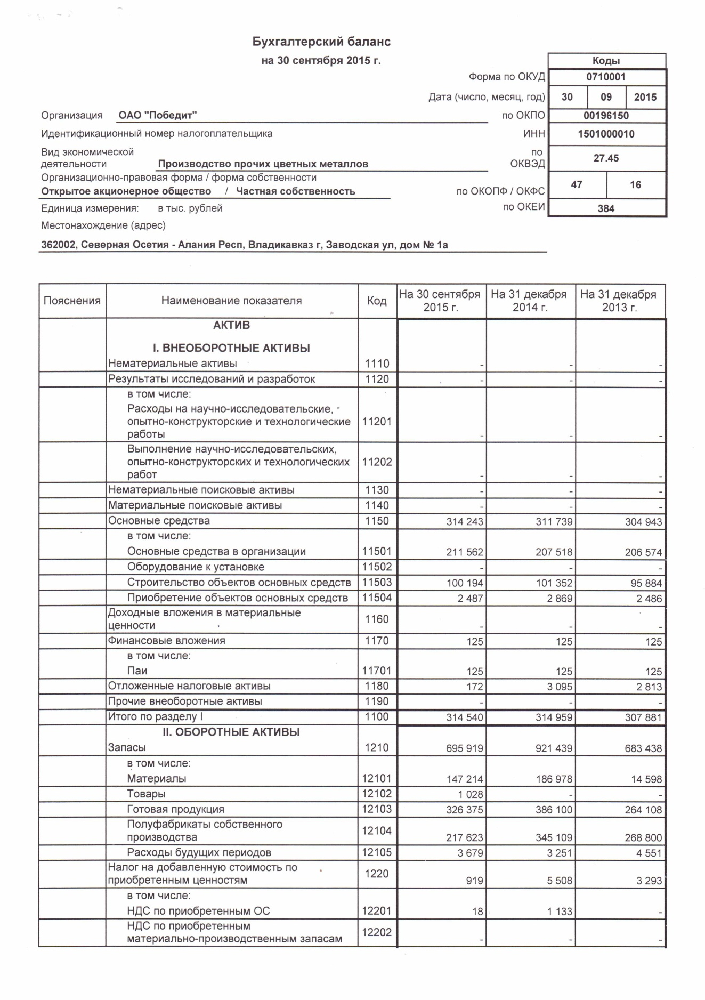 Бухгалтерский баланс
на 30 сентября 2015 г.
Коды
Форма по ОКУД 0710001
Дата (число, месяц, год) 30 09 2015
Организация ОАО "Победит" по ОКПО 00196150
Идентификационный номер налогоплательщика ИНН 1501000010
Вид экономической по
деятельности Производство прочих цветных металлов ОКВЭД 27.45
Организационно-правовая форма / форма собственности
Открытое акционерное общество / Частная собственность по ОКОПФ / ОКФС 47 16
Единица измерения: в тыс. рублей по ОКЕИ 384
Местонахождение (адрес)
362002, Северная Осетия - Алания Респ, Владикавказ г, Заводская ул, дом № 1а
Пояснения Наименование показателя Код На 30 сентября 2015 г. На 31 декабря 2014 г. На 31 декабря 2013 г.
АКТИВ
I. ВНЕОБОРОТНЫЕ АКТИВЫ
Нематериальные активы 1110 - - -
Результаты исследований и разработок 1120 - - -
в том числе:
Расходы на научно-исследовательские,
опытно-конструкторские и технологические 11201
работы - - -
Выполнение научно-исследовательских,
опытно-конструкторских и технологических 11202
работ - - -
Нематериальные поисковые активы 1130 - - -
Материальные поисковые активы 1140 - - -
Основные средства 1150 314 243 311 739 304 943
в том числе:
Основные средства в организации 11501 211 562 207 518 206 574
Оборудование к установке 11502 - - -
Строительство объектов основных средств 11503 100 194 101 352 95 884
Приобретение объектов основных средств 11504 2 487 2 869 2 486
Доходные вложения в материальные
ценности 1160 - - -
Финансовые вложения 1170 125 125 125
в том числе:
Паи 11701 125 125 125
Отложенные налоговые активы 1180 172 3 095 2 813
Прочие внеоборотные активы 1190 - - -
Итого по разделу I 1100 314 540 314 959 307 881
II. ОБОРОТНЫЕ АКТИВЫ
Запасы 1210 695 919 921 439 683 438
в том числе:
Материалы 12101 147 214 186 978 14 598
Товары 12102 1 028 - -
Готовая продукция 12103 326 375 386 100 264 108
Полуфабрикаты собственного
производства 12104 217 623 345 109 268 800
Расходы будущих периодов 12105 3 679 3 251 4 551
Налог на добавленную стоимость по
приобретенным ценностям 1220 919 5 508 3 293
в том числе:
НДС по приобретенным ОС 12201 18 1 133 -
НДС по приобретенным
материально-производственным запасам 12202 - - -